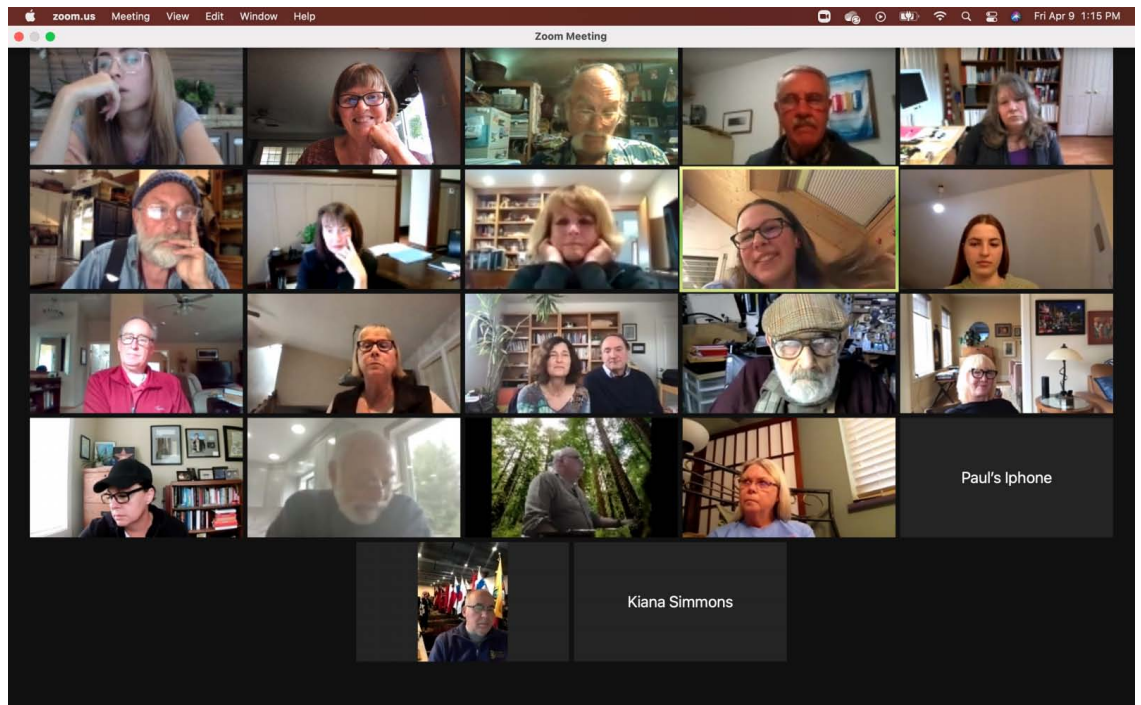 zoom.us Meeting View Edit Window Help Fri Apr 9 1:15 PM
Zoom Meeting
Paul's Iphone
Kiana Simmons